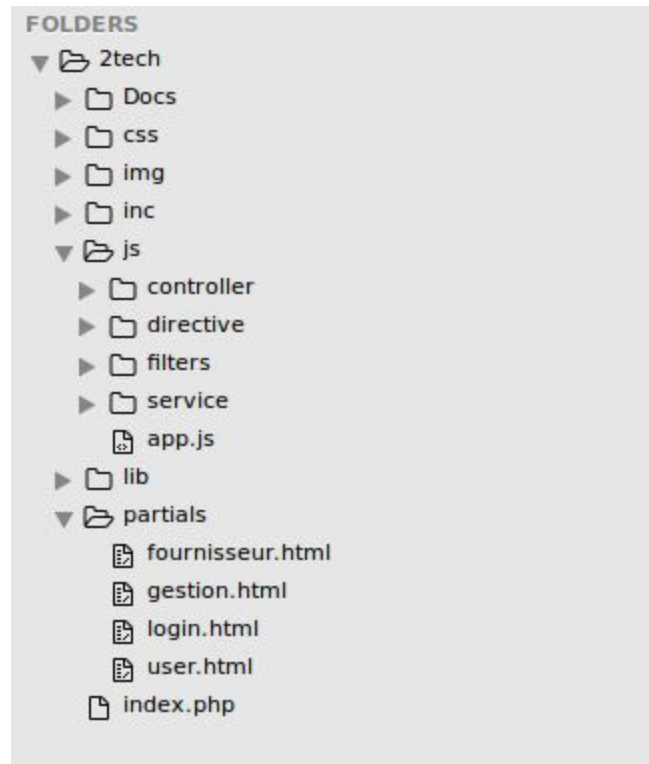 FOLDERS
2tech
Docs
css
img
inc
js
controller
directive
filters
service
app.js
lib
partials
fournisseur.html
gestion.html
login.html
user.html
index.php